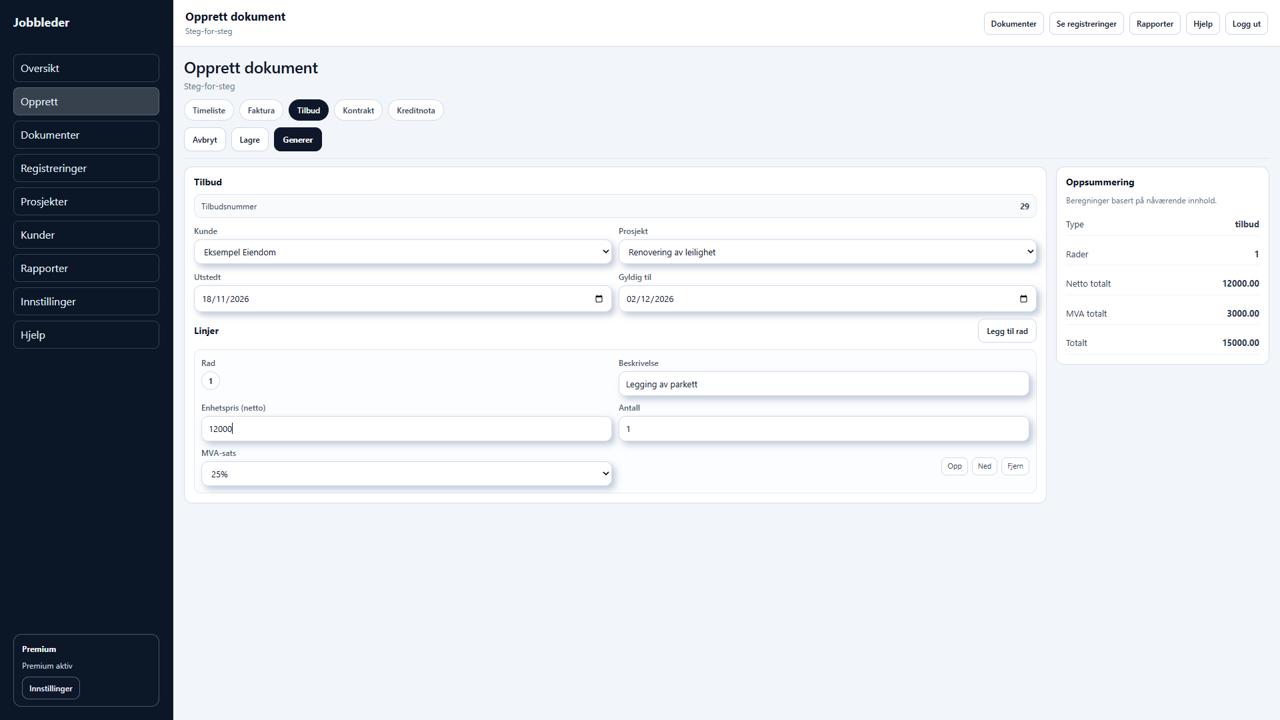 Jobbleder
Oversikt
Opprett
Dokumenter
Registreringer
Prosjekter
Kunder
Rapporter
Innstillinger
Hjelp
Premium
Premium aktiv
Innstillinger
Opprett dokument
Steg-for-steg
Dokumenter
Se registreringer
Rapporter
Hjelp
Logg ut
Opprett dokument
Steg-for-steg
Timeliste
Faktura
Tilbud
Kontrakt
Kreditnota
Avbryt
Lagre
Generer
Tilbud
Tilbudsnummer 29
Kunde
Eksempel Eiendom
Prosjekt
Renovering av leilighet
Utstedt
18/11/2026
Gyldig til
02/12/2026
Linjer
Legg til rad
Rad
1
Beskrivelse
Legging av parkett
Enhetspris (netto)
12000
Antall
1
MVA-sats
25%
Opp
Ned
Fjern
Oppsummering
Beregninger basert på nåværende innhold.
Type tilbud
Rader 1
Netto totalt 12000.00
MVA totalt 3000.00
Totalt 15000.00